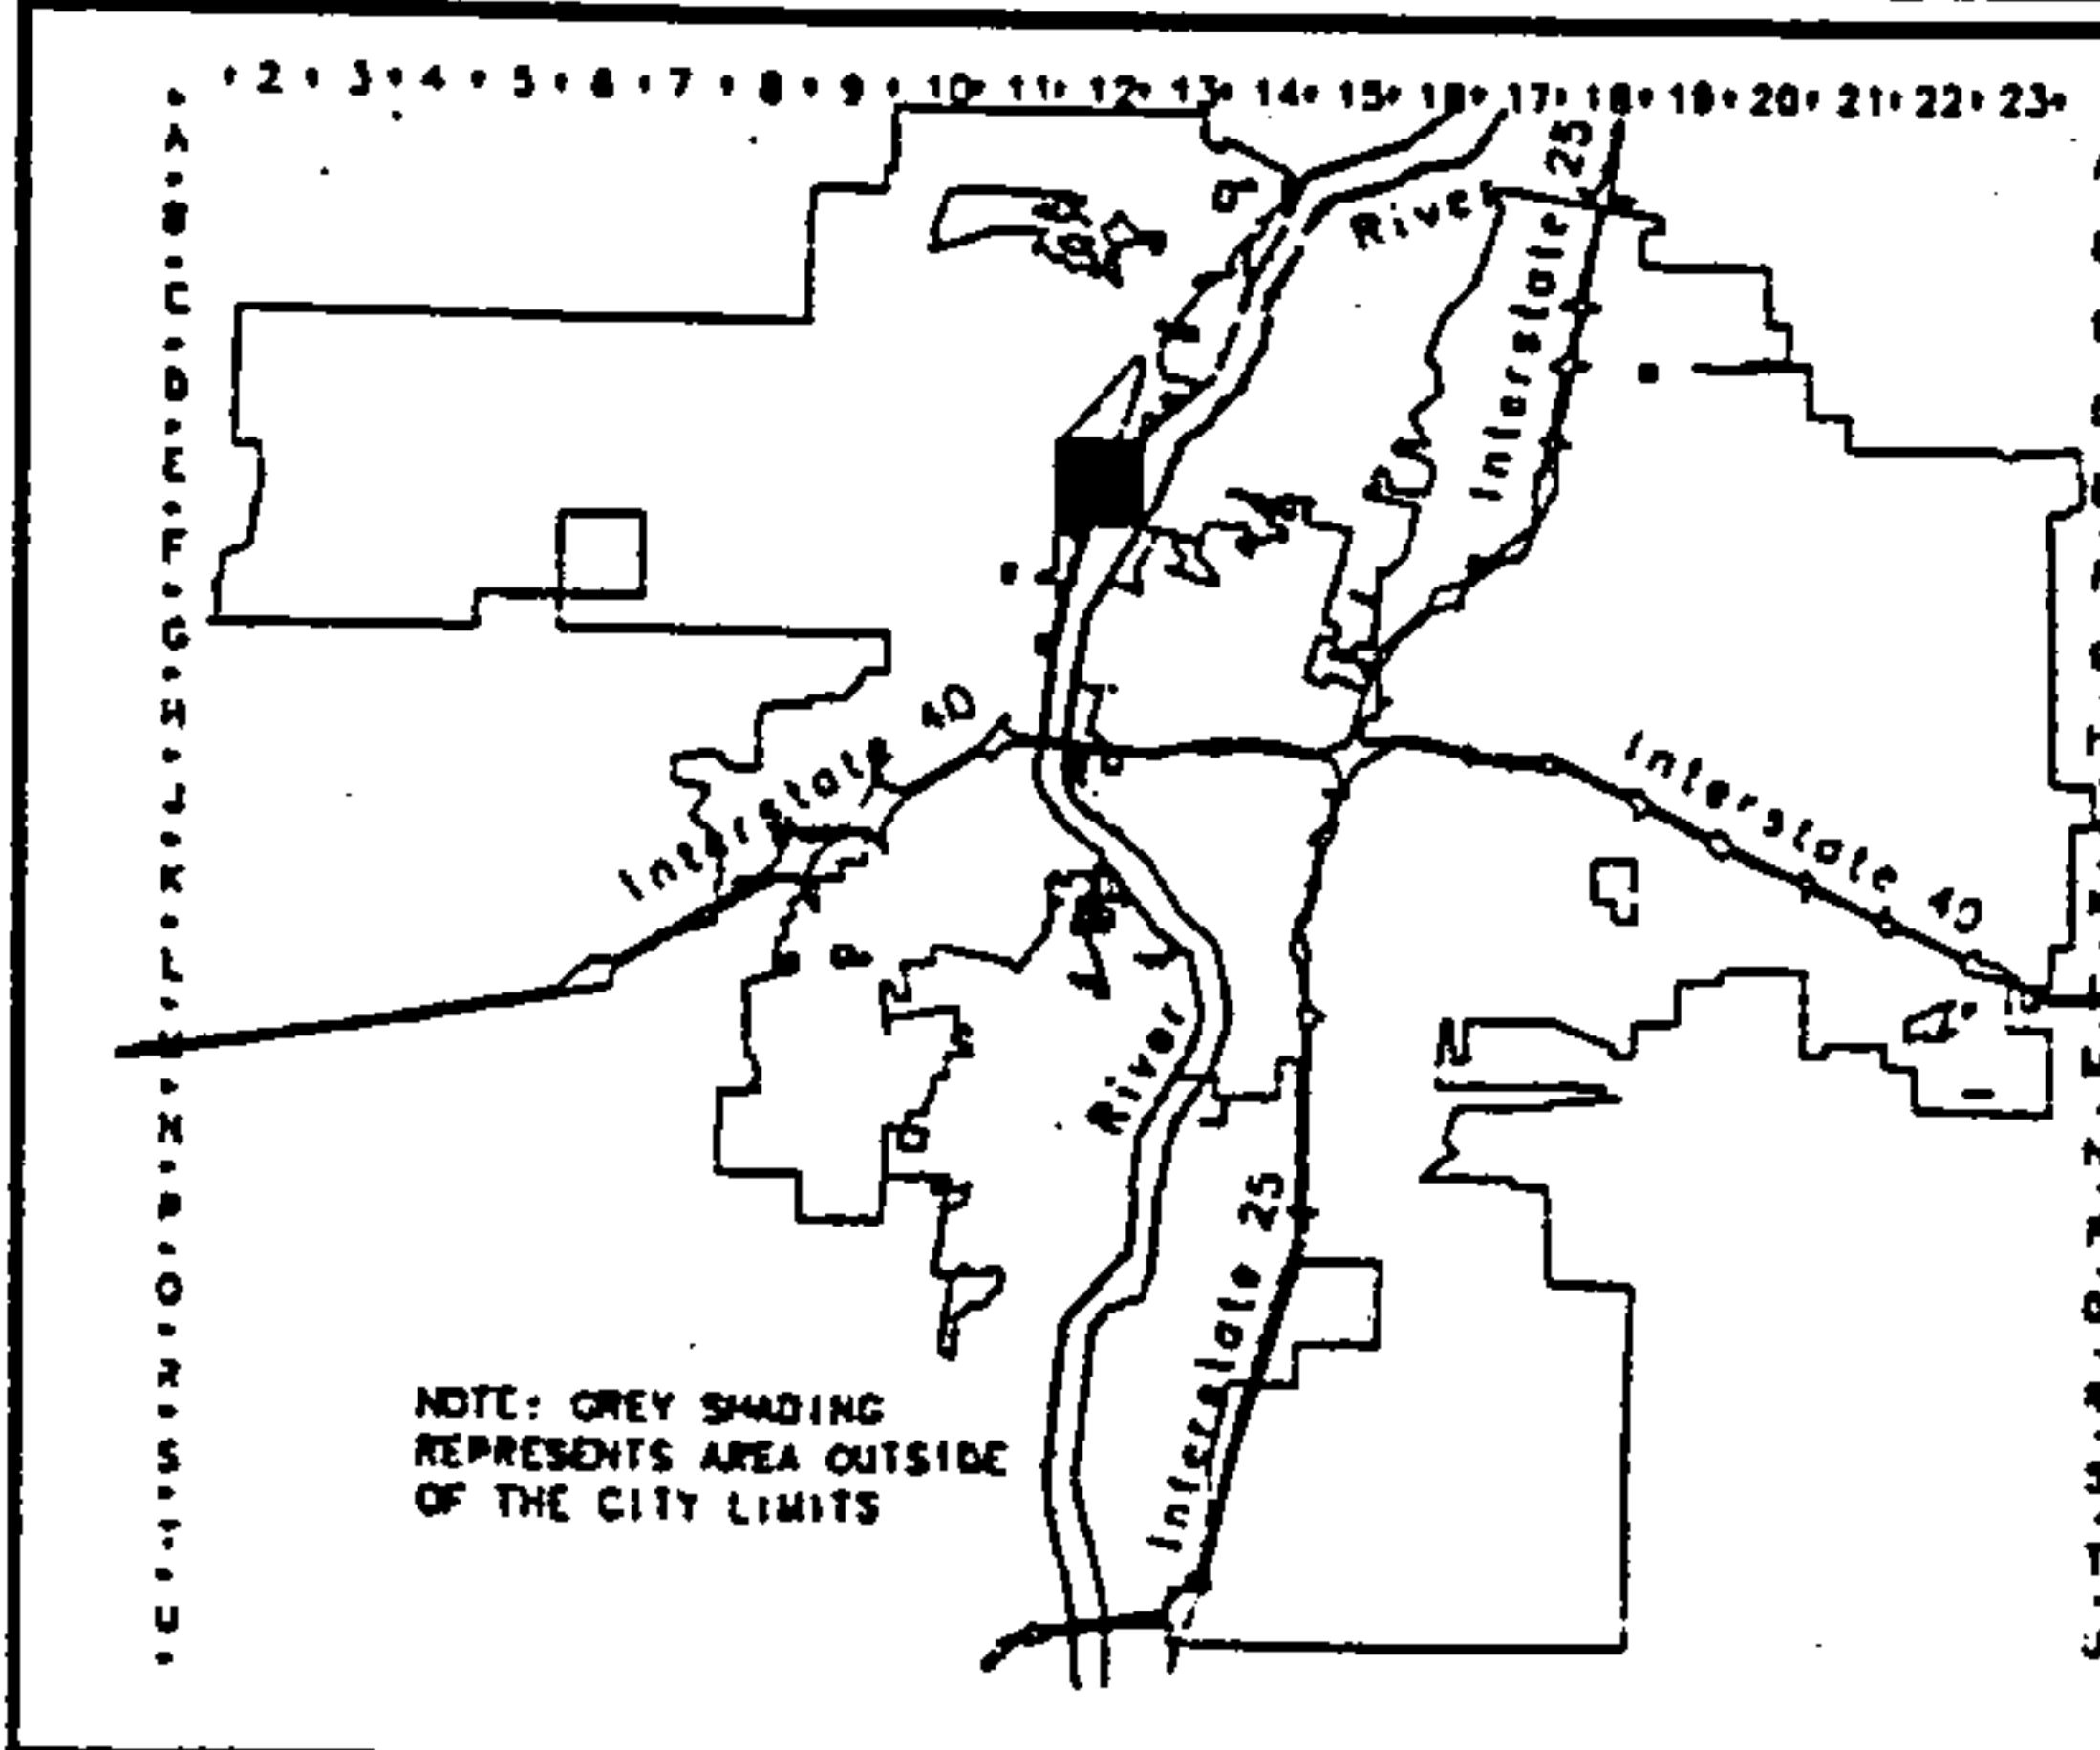 2 3 4 5 6 7 8 9 10 11 12 13 14 15 16 17 18 19 20 21 22 23
A
B
C
D
E
F
G
H
J
K
L
M
N
P
Q
R
S
T
U
River
Interstate 25
Interstate 40
Interstate 40
River
Interstate 25
NOTE: GREY SHADING
REPRESENTS AREA OUTSIDE
OF THE CITY LIMITS